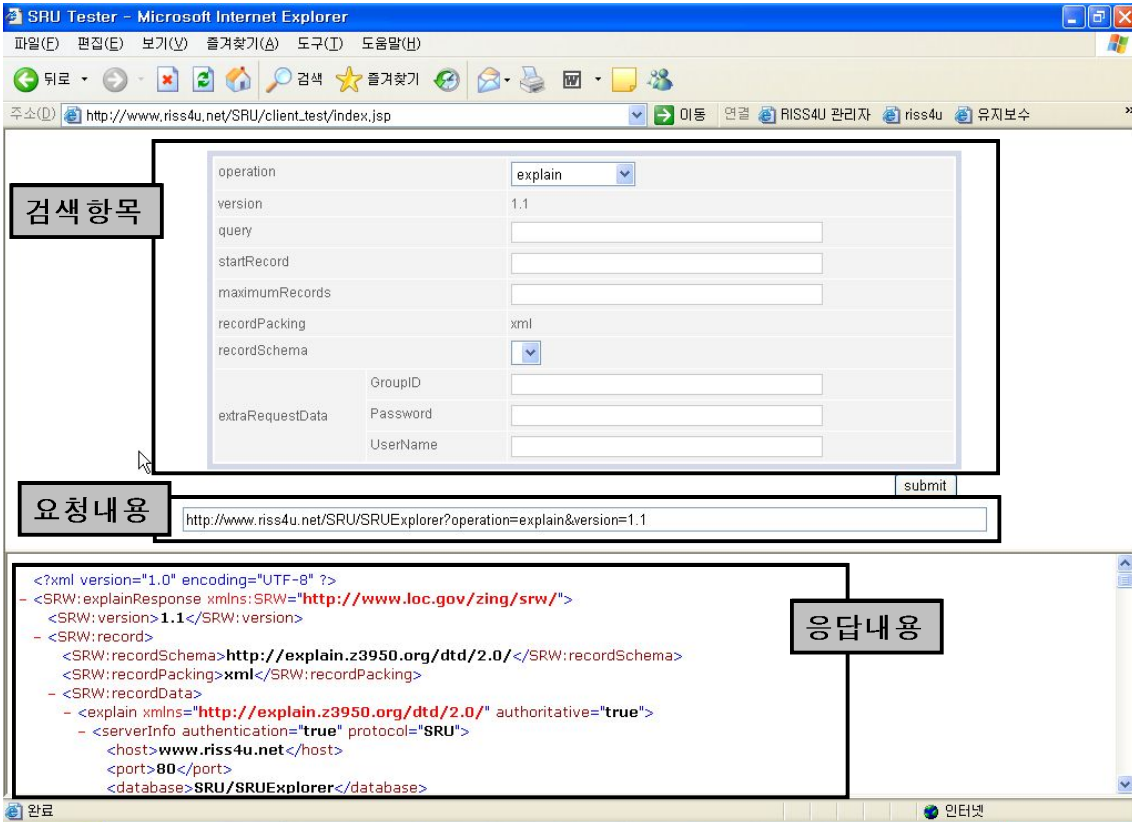 SRU Tester - Microsoft Internet Explorer
파일(F) 편집(E) 보기(V) 즐겨찾기(A) 도구(T) 도움말(H)
뒤로 검색 즐겨찾기
주소(D) http://www.riss4u.net/SRU/client_test/index.jsp 이동 연결 RISS4U 관리자 riss4u 유지보수 »
검색항목
operation explain
version 1.1
query
startRecord
maximumRecords
recordPacking xml
recordSchema
extraRequestData
GroupID
Password
UserName
submit
요청내용
http://www.riss4u.net/SRU/SRUExplorer?operation=explain&version=1.1
응답내용
<?xml version="1.0" encoding="UTF-8" ?>
- <SRW:explainResponse xmlns:SRW="http://www.loc.gov/zing/srw/">
<SRW:version>1.1</SRW:version>
- <SRW:record>
<SRW:recordSchema>http://explain.z3950.org/dtd/2.0/</SRW:recordSchema>
<SRW:recordPacking>xml</SRW:recordPacking>
- <SRW:recordData>
- <explain xmlns="http://explain.z3950.org/dtd/2.0/" authoritative="true">
- <serverInfo authentication="true" protocol="SRU">
<host>www.riss4u.net</host>
<port>80</port>
<database>SRU/SRUExplorer</database>
완료 인터넷